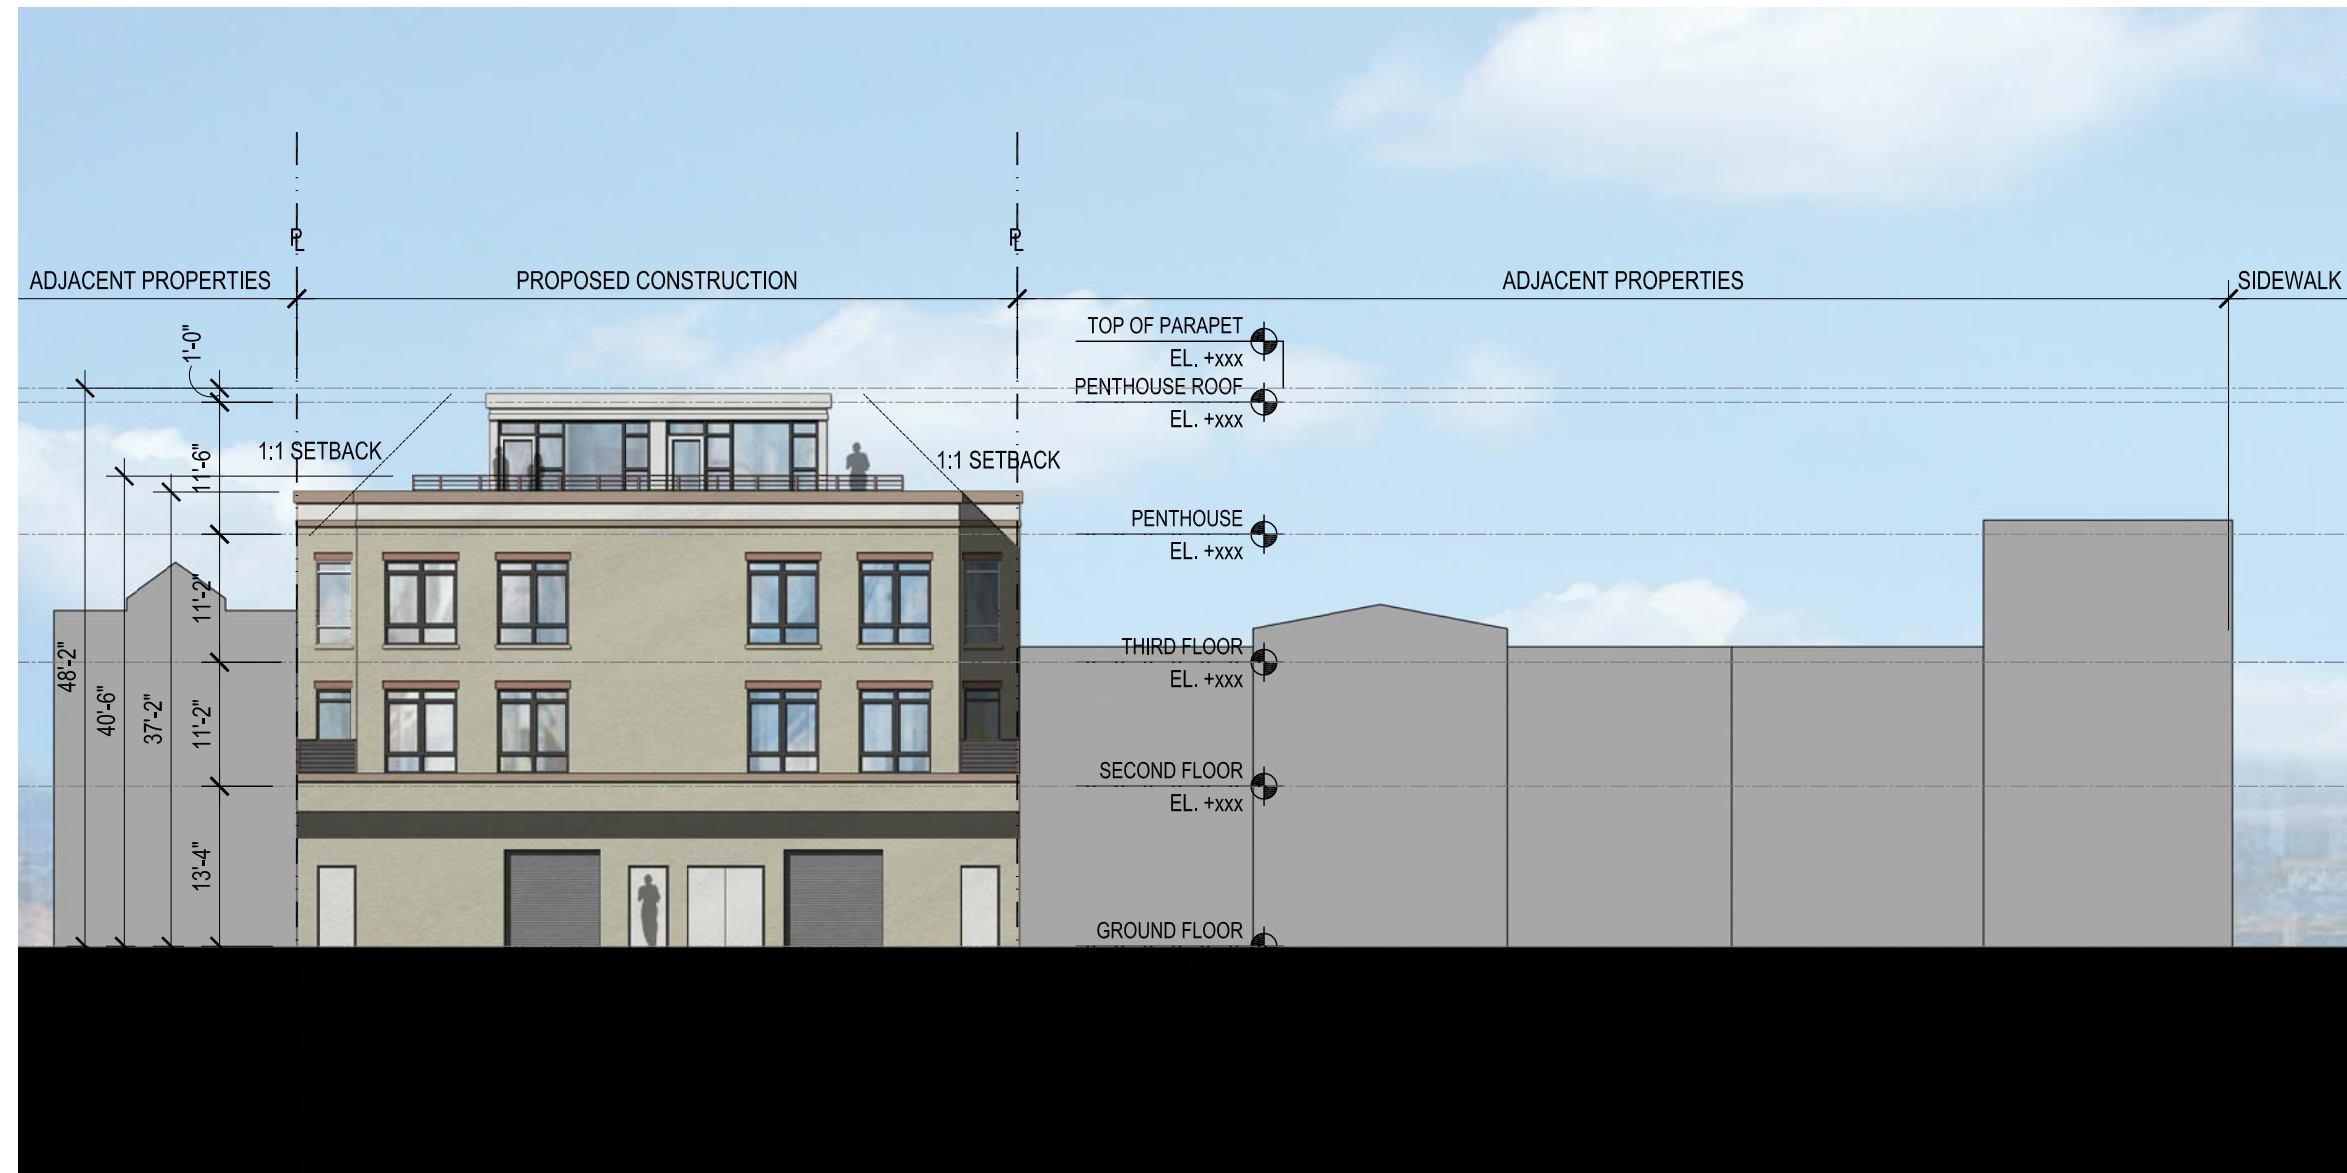 ℄
℄
ADJACENT PROPERTIES
PROPOSED CONSTRUCTION
ADJACENT PROPERTIES
SIDEWALK
1'-0"
TOP OF PARAPET
EL. +xxx
PENTHOUSE ROOF
EL. +xxx
1:1 SETBACK
11'-6"
1:1 SETBACK
PENTHOUSE
EL. +xxx
11'-2"
THIRD FLOOR
EL. +xxx
48'-2"
40'-6"
37'-2"
11'-2"
SECOND FLOOR
EL. +xxx
13'-4"
GROUND FLOOR